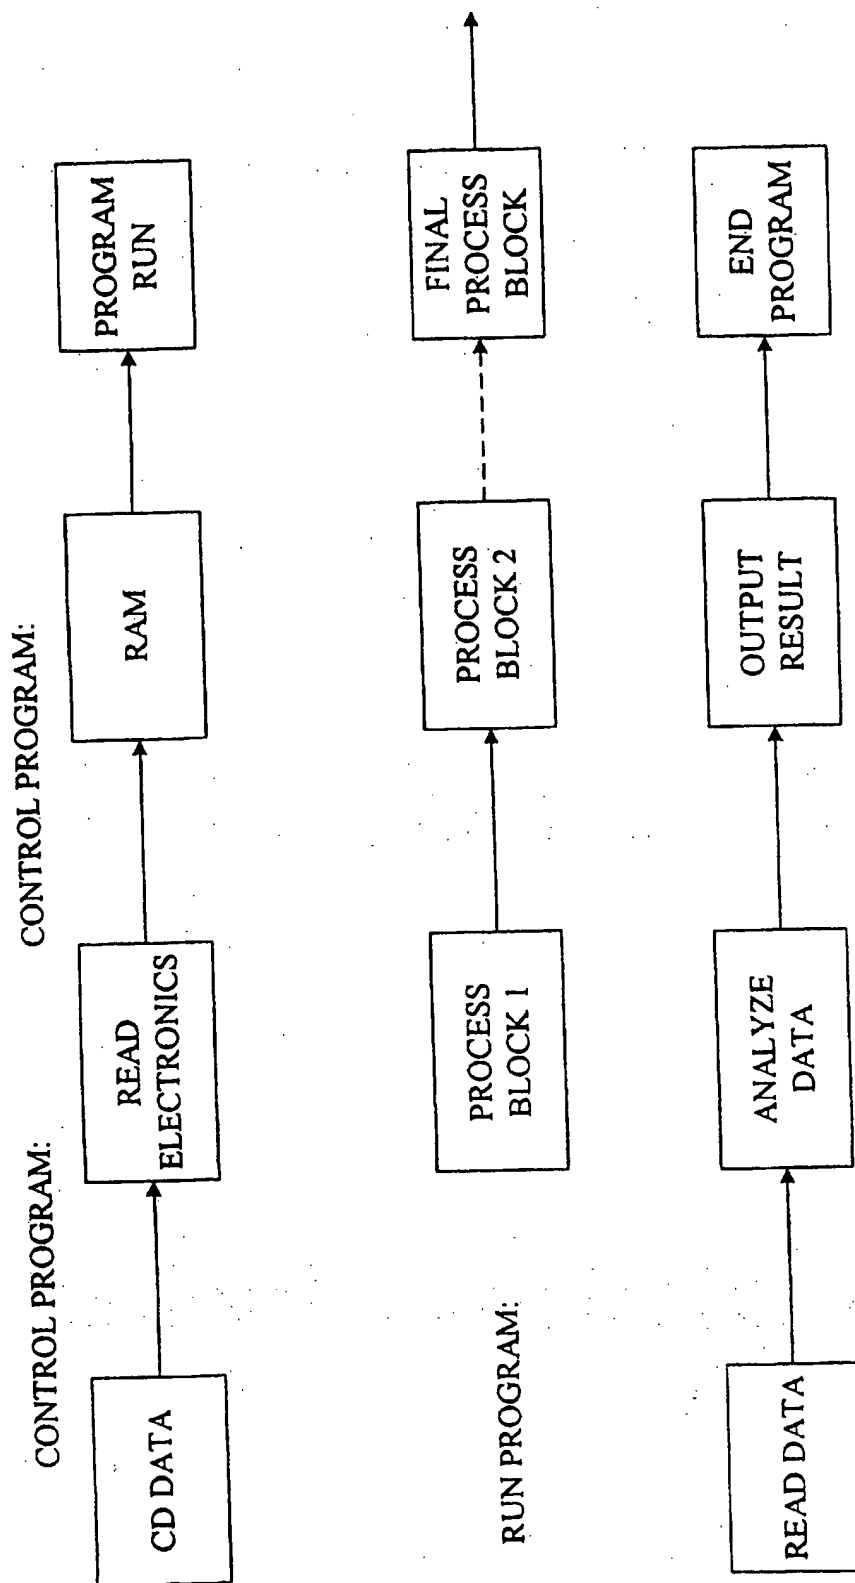 CONTROL PROGRAM:
CONTROL PROGRAM:
CD DATA
READ
ELECTRONICS
RAM
PROGRAM
RUN
RUN PROGRAM:
PROCESS
BLOCK 1
PROCESS
BLOCK 2
FINAL
PROCESS
BLOCK
READ DATA
ANALYZE
DATA
OUTPUT
RESULT
END
PROGRAM